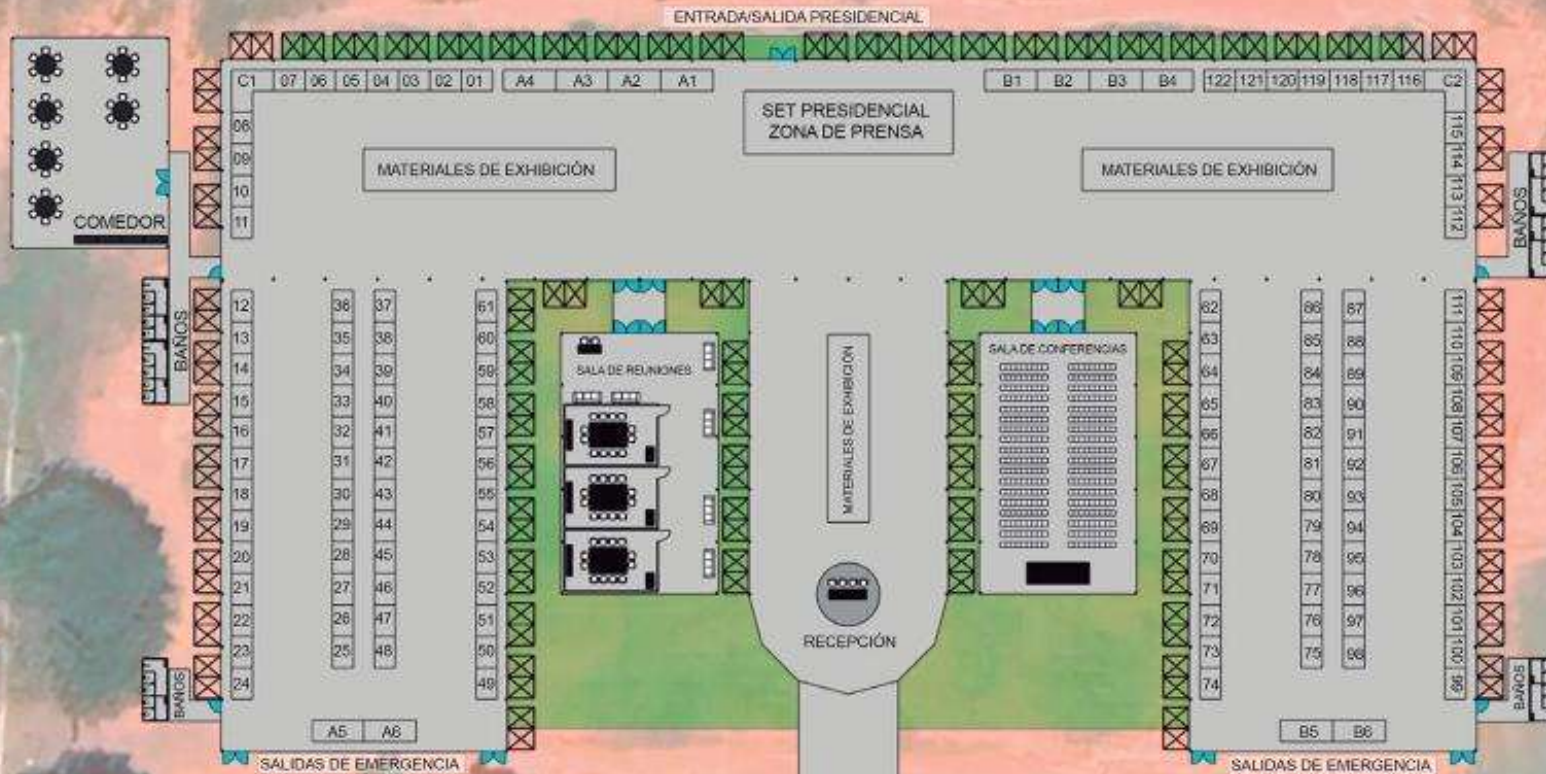 ENTRADA/SALIDA PRESIDENCIAL
C1 07 06 05 04 03 02 01 A4 A3 A2 A1
B1 B2 B3 B4 122 121 120 119 118 117 116 C2
SET PRESIDENCIAL
ZONA DE PRENSA
MATERIALES DE EXHIBICIÓN
MATERIALES DE EXHIBICIÓN
08
09
10
11
115
114
113
112
COMEDOR
BAÑOS
BAÑOS
12 36 37 61
13 35 38 60
14 34 39 59
15 33 40 58
16 32 41 57
17 31 42 56
18 30 43 55
19 29 44 54
20 28 45 53
21 27 46 52
22 26 47 51
23 25 48 50
24 49
A5 A6
SALA DE REUNIONES
MATERIALES DE EXHIBICIÓN
RECEPCIÓN
SALA DE CONFERENCIAS
62 86 87 111
63 85 88 110
64 84 89 109
65 83 90 108
66 82 91 107
67 81 92 106
68 80 93 105
69 79 94 104
70 78 95 103
71 77 96 102
72 76 97 101
73 75 98 100
74 99
B5 B6
BAÑOS
BAÑOS
SALIDAS DE EMERGENCIA
SALIDAS DE EMERGENCIA